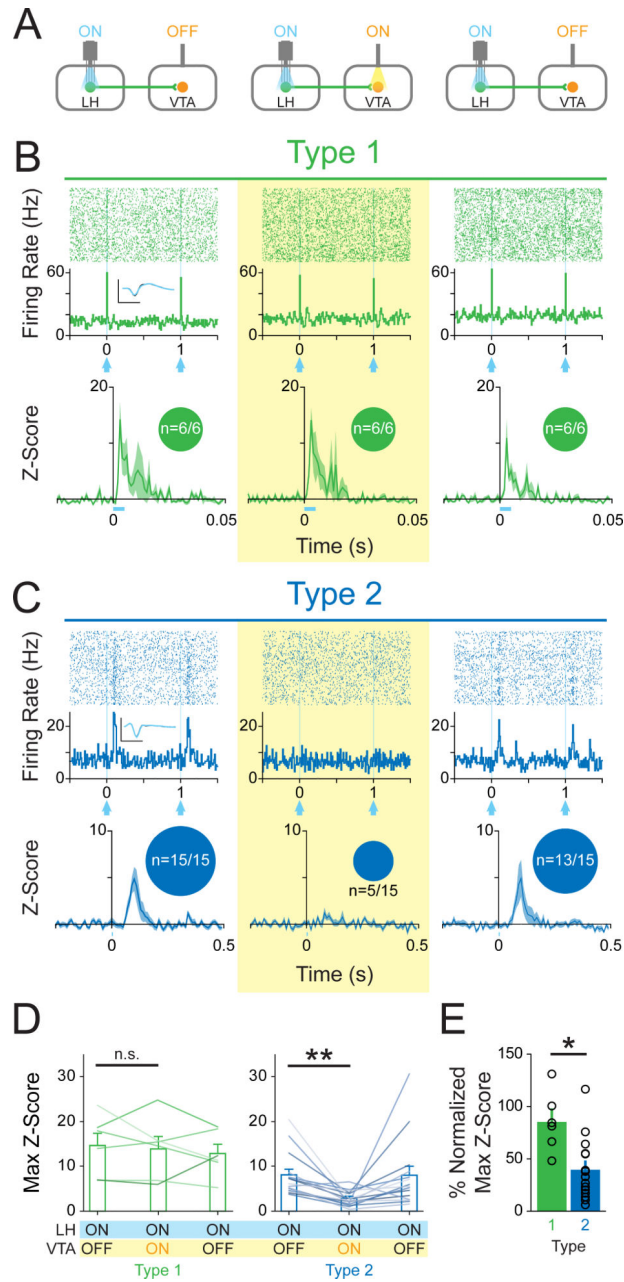 A
ON OFF ON ON ON OFF
LH VTA LH VTA LH VTA
B
Type 1
Firing Rate (Hz)
60
0
0 1 0 1 0 1
Z-Score
20 20 20
n=6/6 n=6/6 n=6/6
0
0 0.05 0 0.05 0 0.05
Time (s)
C
Type 2
Firing Rate (Hz)
20
0
0 1 0 1 0 1
Z-Score
10 10 10
n=15/15 n=5/15 n=13/15
0
0 0.5 0 0.5 0 0.5
Time (s)
D
Max Z-Score
n.s. **
30 30
20 20
10 10
0 0
LH ON ON ON ON ON ON
VTA OFF ON OFF OFF ON OFF
Type 1 Type 2
E
% Normalized
Max Z-Score
*
150
100
50
0
1 2
Type